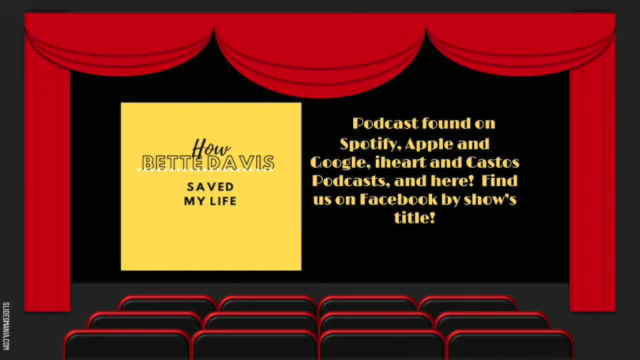 How
BETTE DAVIS
SAVED
MY LIFE
Podcast found on
Spotify, Apple and
Google, iheart and Castos
Podcasts, and here! Find
us on Facebook by show's
title!
SLIDESMANIA.COM